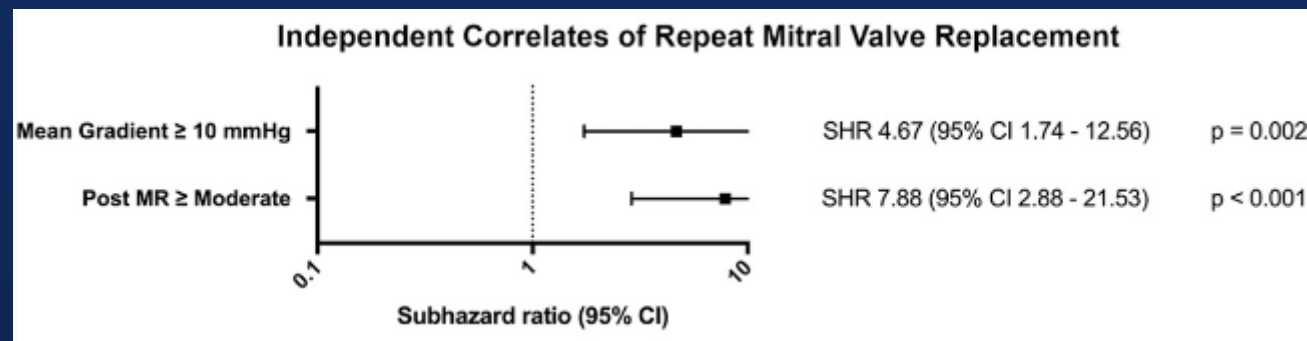 Independent Correlates of Repeat Mitral Valve Replacement
Mean Gradient ≥ 10 mmHg SHR 4.67 (95% CI 1.74 - 12.56) p = 0.002
Post MR ≥ Moderate SHR 7.88 (95% CI 2.88 - 21.53) p < 0.001
0.1 1 10
Subhazard ratio (95% CI)